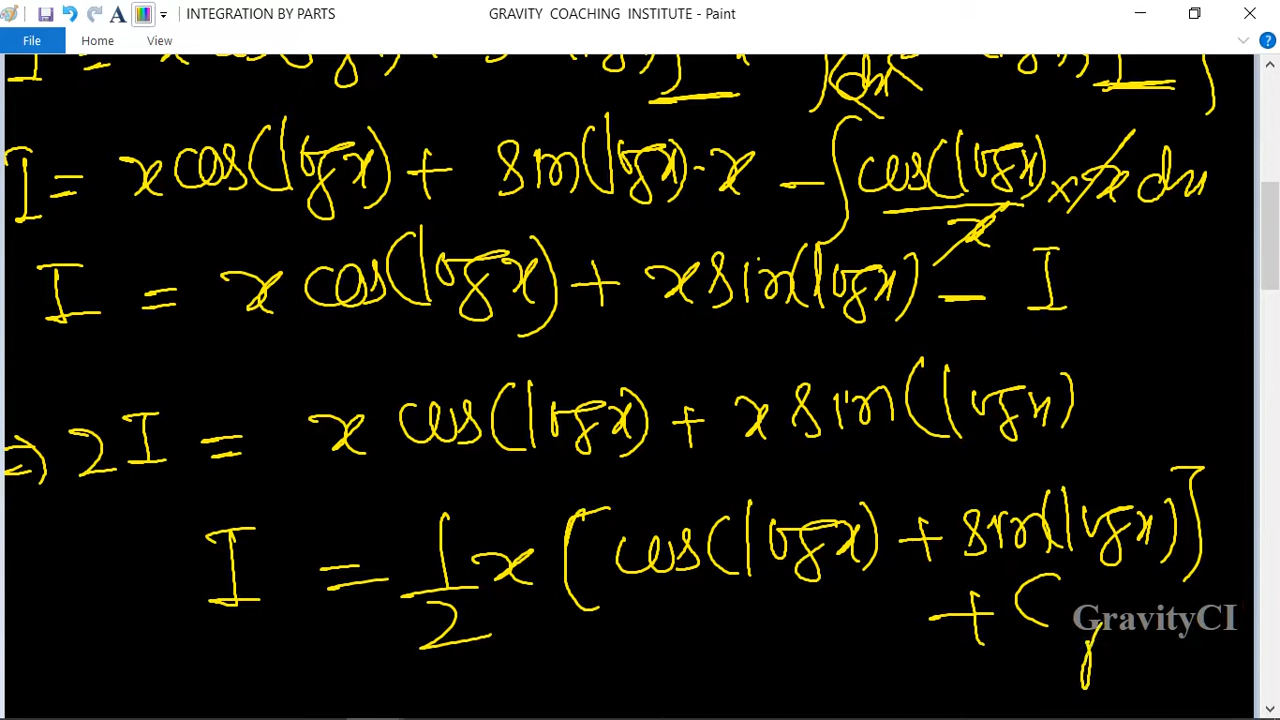 INTEGRATION BY PARTS GRAVITY COACHING INSTITUTE - Paint
File Home View
I = x cos(log x) + sin(log x)·x − ∫ cos(log x)/x × x dx
I = x cos(log x) + x sin(log x) − I
⇒ 2I = x cos(log x) + x sin(log x)
I = 1/2 x [cos(log x) + sin(log x)]
+ C
GravityCI